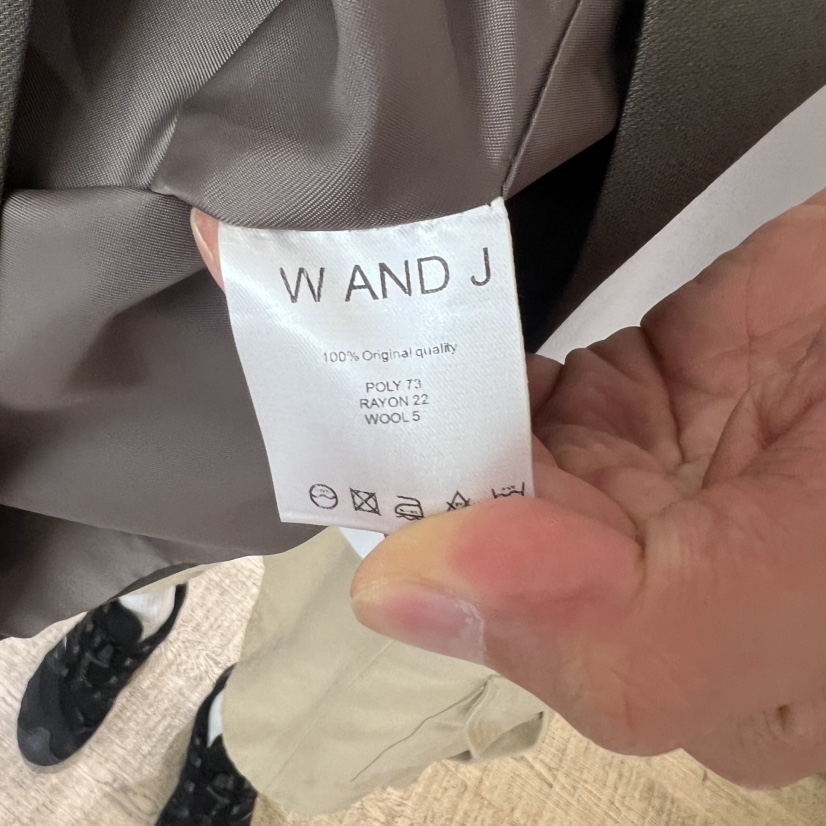 W AND J
100% Original quality
POLY 73
RAYON 22
WOOL 5